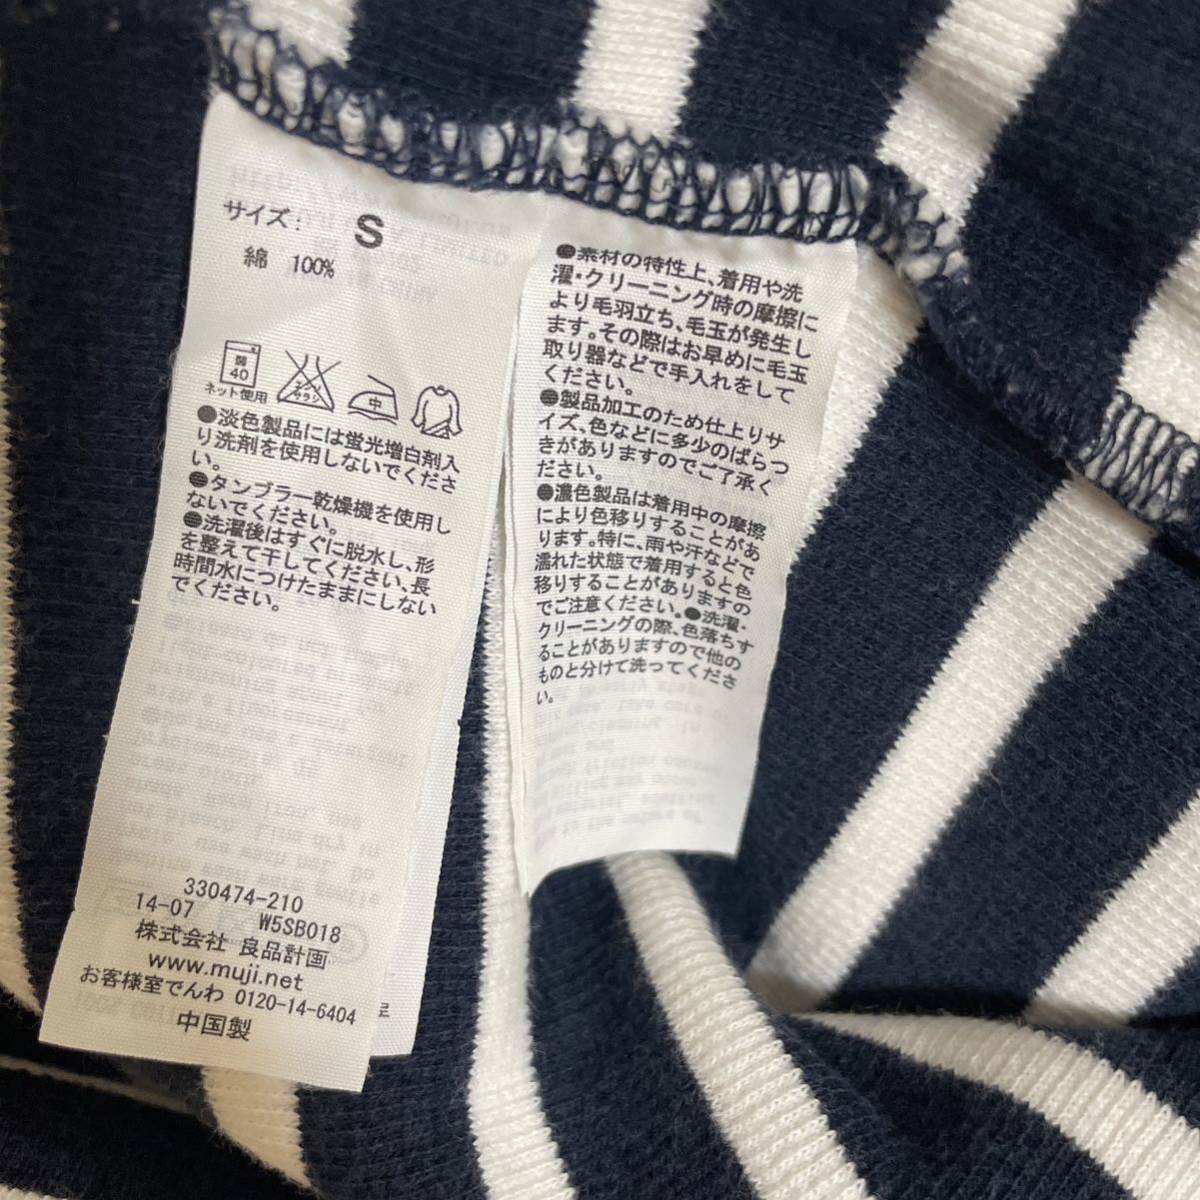 サイズ: S
綿 100%
弱
40
ネット使用
エンソ
サラシ
中
●淡色製品には蛍光増白剤入
り洗剤を使用しないでくださ
い。
●タンブラー乾燥機を使用し
ないでください。
●洗濯後はすぐに脱水し、形
を整えて干してください、長
時間水につけたままにしない
でください。
330474-210
14-07 W5SB018
株式会社 良品計画
www.muji.net
お客様室でんわ 0120-14-6404
中国製
●素材の特性上、着用や洗
濯・クリーニング時の摩擦に
より毛羽立ち、毛玉が発生し
ます。その際はお早めに毛玉
取り器などで手入れをして
ください。
●製品加工のため仕上りサ
イズ、色などに多少のばらつ
きがありますのでご了承く
ださい。
●濃色製品は着用中の摩擦
により色移りすることがあ
ります。特に、雨や汗などで
濡れた状態で着用すると色
移りすることがありますの
でご注意ください。●洗濯・
クリーニングの際、色落ちす
ることがありますので他の
ものと分けて洗ってくださ
い。